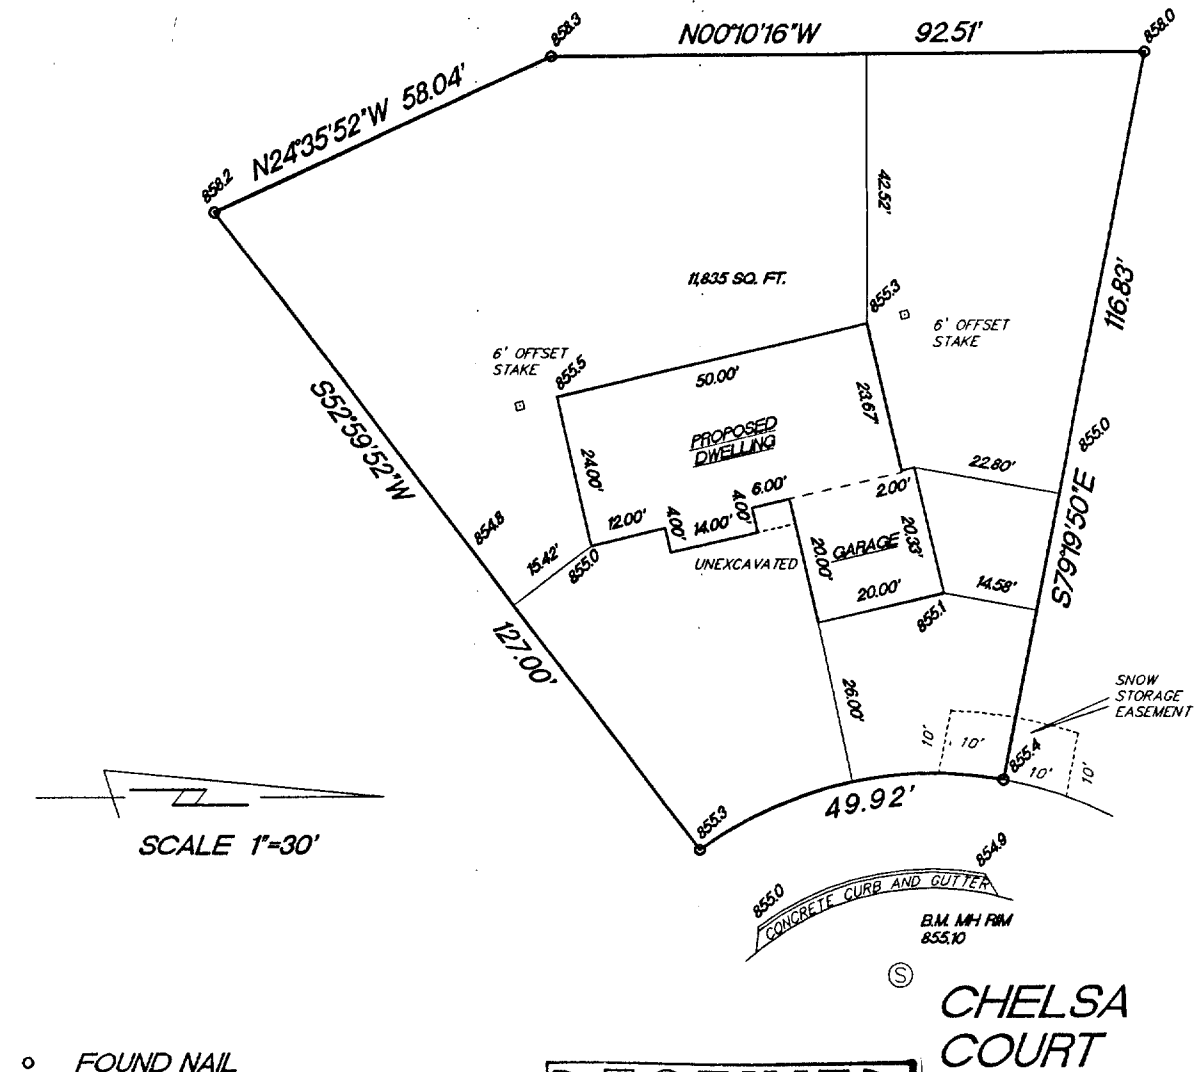 N00°10'16"W 92.51'
858.3
858.0
N24°35'52"W 58.04'
858.2
42.52'
11,835 SQ. FT.
855.3
6' OFFSET
STAKE
116.83'
6' OFFSET
STAKE
855.5
50.00'
23.67'
S52°59'52"W
PROPOSED
DWELLING
855.0
24.00'
22.80'
6.00'
2.00'
854.8
12.00'
4.00'
14.00'
4.00'
20.33'
S79°19'50"E
15.42'
855.0
UNEXCAVATED
20.00'
GARAGE
20.00'
14.58'
855.1
127.00'
26.00'
SNOW
STORAGE
EASEMENT
10'
10'
855.4
10'
10'
49.92'
SCALE 1"=30'
855.3
854.9
855.0
CONCRETE CURB AND GUTTER
B.M. MH RIM
855.10
S
CHELSA
COURT
FOUND NAIL